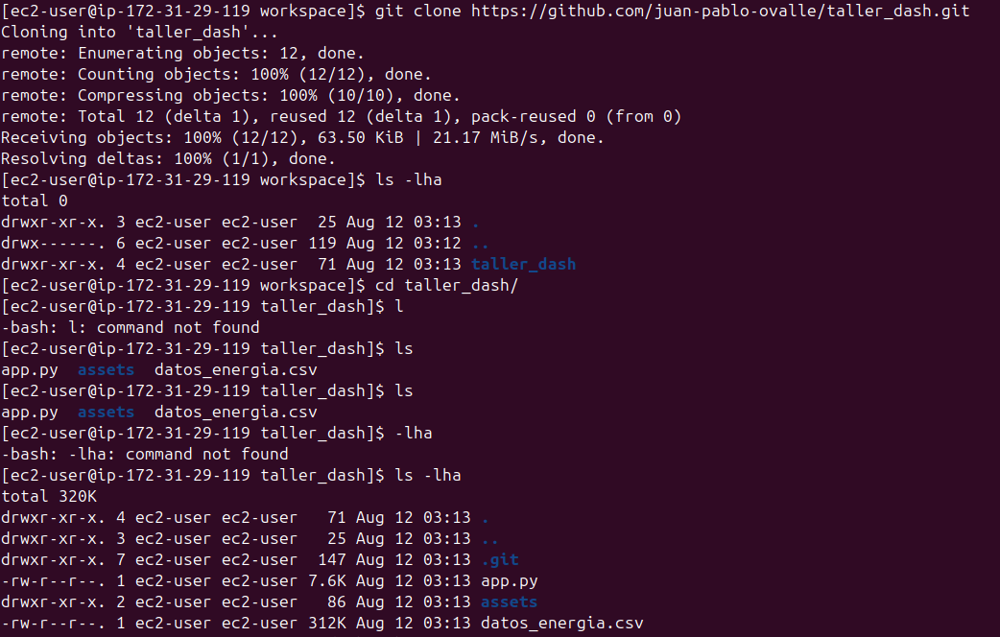 [ec2-user@ip-172-31-29-119 workspace]$ git clone https://github.com/juan-pablo-ovalle/taller_dash.git
Cloning into 'taller_dash'...
remote: Enumerating objects: 12, done.
remote: Counting objects: 100% (12/12), done.
remote: Compressing objects: 100% (10/10), done.
remote: Total 12 (delta 1), reused 12 (delta 1), pack-reused 0 (from 0)
Receiving objects: 100% (12/12), 63.50 KiB | 21.17 MiB/s, done.
Resolving deltas: 100% (1/1), done.
[ec2-user@ip-172-31-29-119 workspace]$ ls -lha
total 0
drwxr-xr-x. 3 ec2-user ec2-user  25 Aug 12 03:13 .
drwx------. 6 ec2-user ec2-user 119 Aug 12 03:12 ..
drwxr-xr-x. 4 ec2-user ec2-user  71 Aug 12 03:13 taller_dash
[ec2-user@ip-172-31-29-119 workspace]$ cd taller_dash/
[ec2-user@ip-172-31-29-119 taller_dash]$ l
-bash: l: command not found
[ec2-user@ip-172-31-29-119 taller_dash]$ ls
app.py  assets  datos_energia.csv
[ec2-user@ip-172-31-29-119 taller_dash]$ ls
app.py  assets  datos_energia.csv
[ec2-user@ip-172-31-29-119 taller_dash]$ -lha
-bash: -lha: command not found
[ec2-user@ip-172-31-29-119 taller_dash]$ ls -lha
total 320K
drwxr-xr-x. 4 ec2-user ec2-user   71 Aug 12 03:13 .
drwxr-xr-x. 3 ec2-user ec2-user   25 Aug 12 03:13 ..
drwxr-xr-x. 7 ec2-user ec2-user  147 Aug 12 03:13 .git
-rw-r--r--. 1 ec2-user ec2-user 7.6K Aug 12 03:13 app.py
drwxr-xr-x. 2 ec2-user ec2-user   86 Aug 12 03:13 assets
-rw-r--r--. 1 ec2-user ec2-user 312K Aug 12 03:13 datos_energia.csv